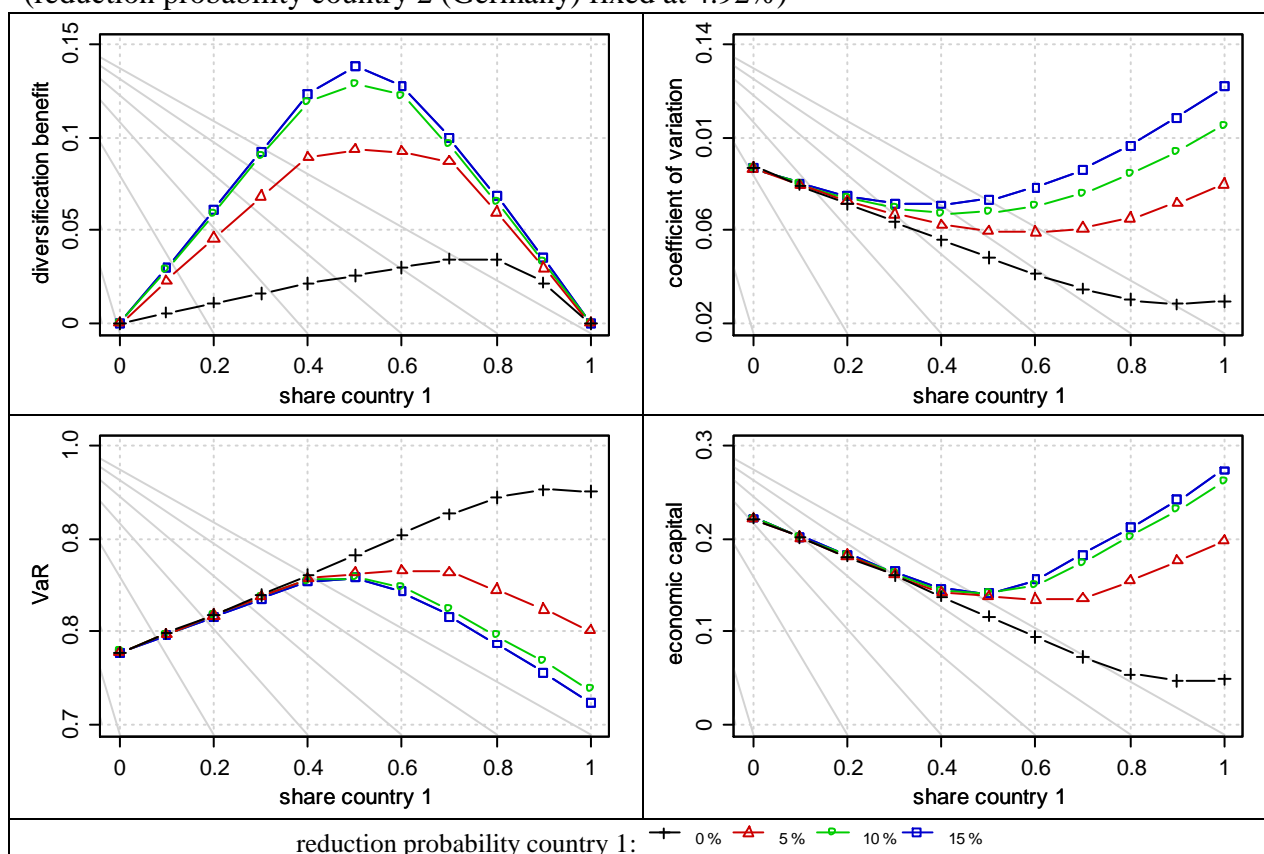 (reduction probability country 2 (Germany) fixed at 4.92%)
diversification benefit
0.15
0.1
0.05
0
0 0.2 0.4 0.6 0.8 1
share country 1
coefficient of variation
0.14
0.01
0.06
0.02
0 0.2 0.4 0.6 0.8 1
share country 1
VaR
1.0
0.8
0.8
0.7
0 0.2 0.4 0.6 0.8 1
share country 1
economic capital
0.3
0.2
0.1
0
0 0.2 0.4 0.6 0.8 1
share country 1
reduction probability country 1: 0 % 5 % 10 % 15 %